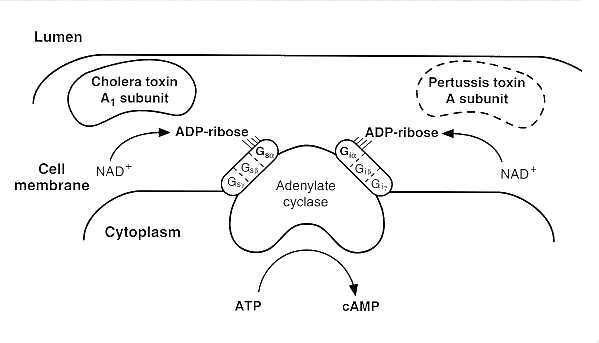 Lumen
Cholera toxin
A1 subunit
Pertussis toxin
A subunit
ADP-ribose
ADP-ribose
Gsα
Gsβ
Gsγ
Giα
Giβ
Giγ
Cell
membrane
NAD+
NAD+
Adenylate
cyclase
Cytoplasm
ATP
cAMP